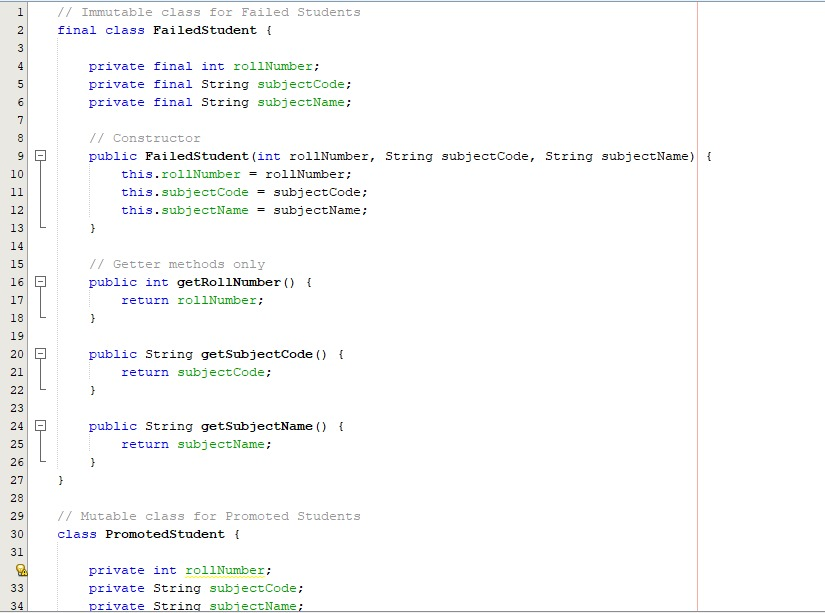 1 // Immutable class for Failed Students
2 final class FailedStudent {
3
4 private final int rollNumber;
5 private final String subjectCode;
6 private final String subjectName;
7
8 // Constructor
9 public FailedStudent(int rollNumber, String subjectCode, String subjectName) {
10 this.rollNumber = rollNumber;
11 this.subjectCode = subjectCode;
12 this.subjectName = subjectName;
13 }
14
15 // Getter methods only
16 public int getRollNumber() {
17 return rollNumber;
18 }
19
20 public String getSubjectCode() {
21 return subjectCode;
22 }
23
24 public String getSubjectName() {
25 return subjectName;
26 }
27 }
28
29 // Mutable class for Promoted Students
30 class PromotedStudent {
31
private int rollNumber;
33 private String subjectCode;
34 private String subjectName;